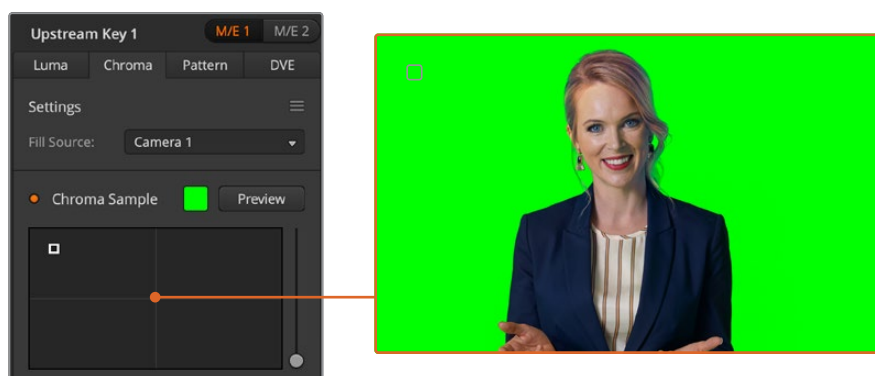 Upstream Key 1
M/E 1 M/E 2
Luma Chroma Pattern DVE
Settings
Fill Source: Camera 1
Chroma Sample Preview